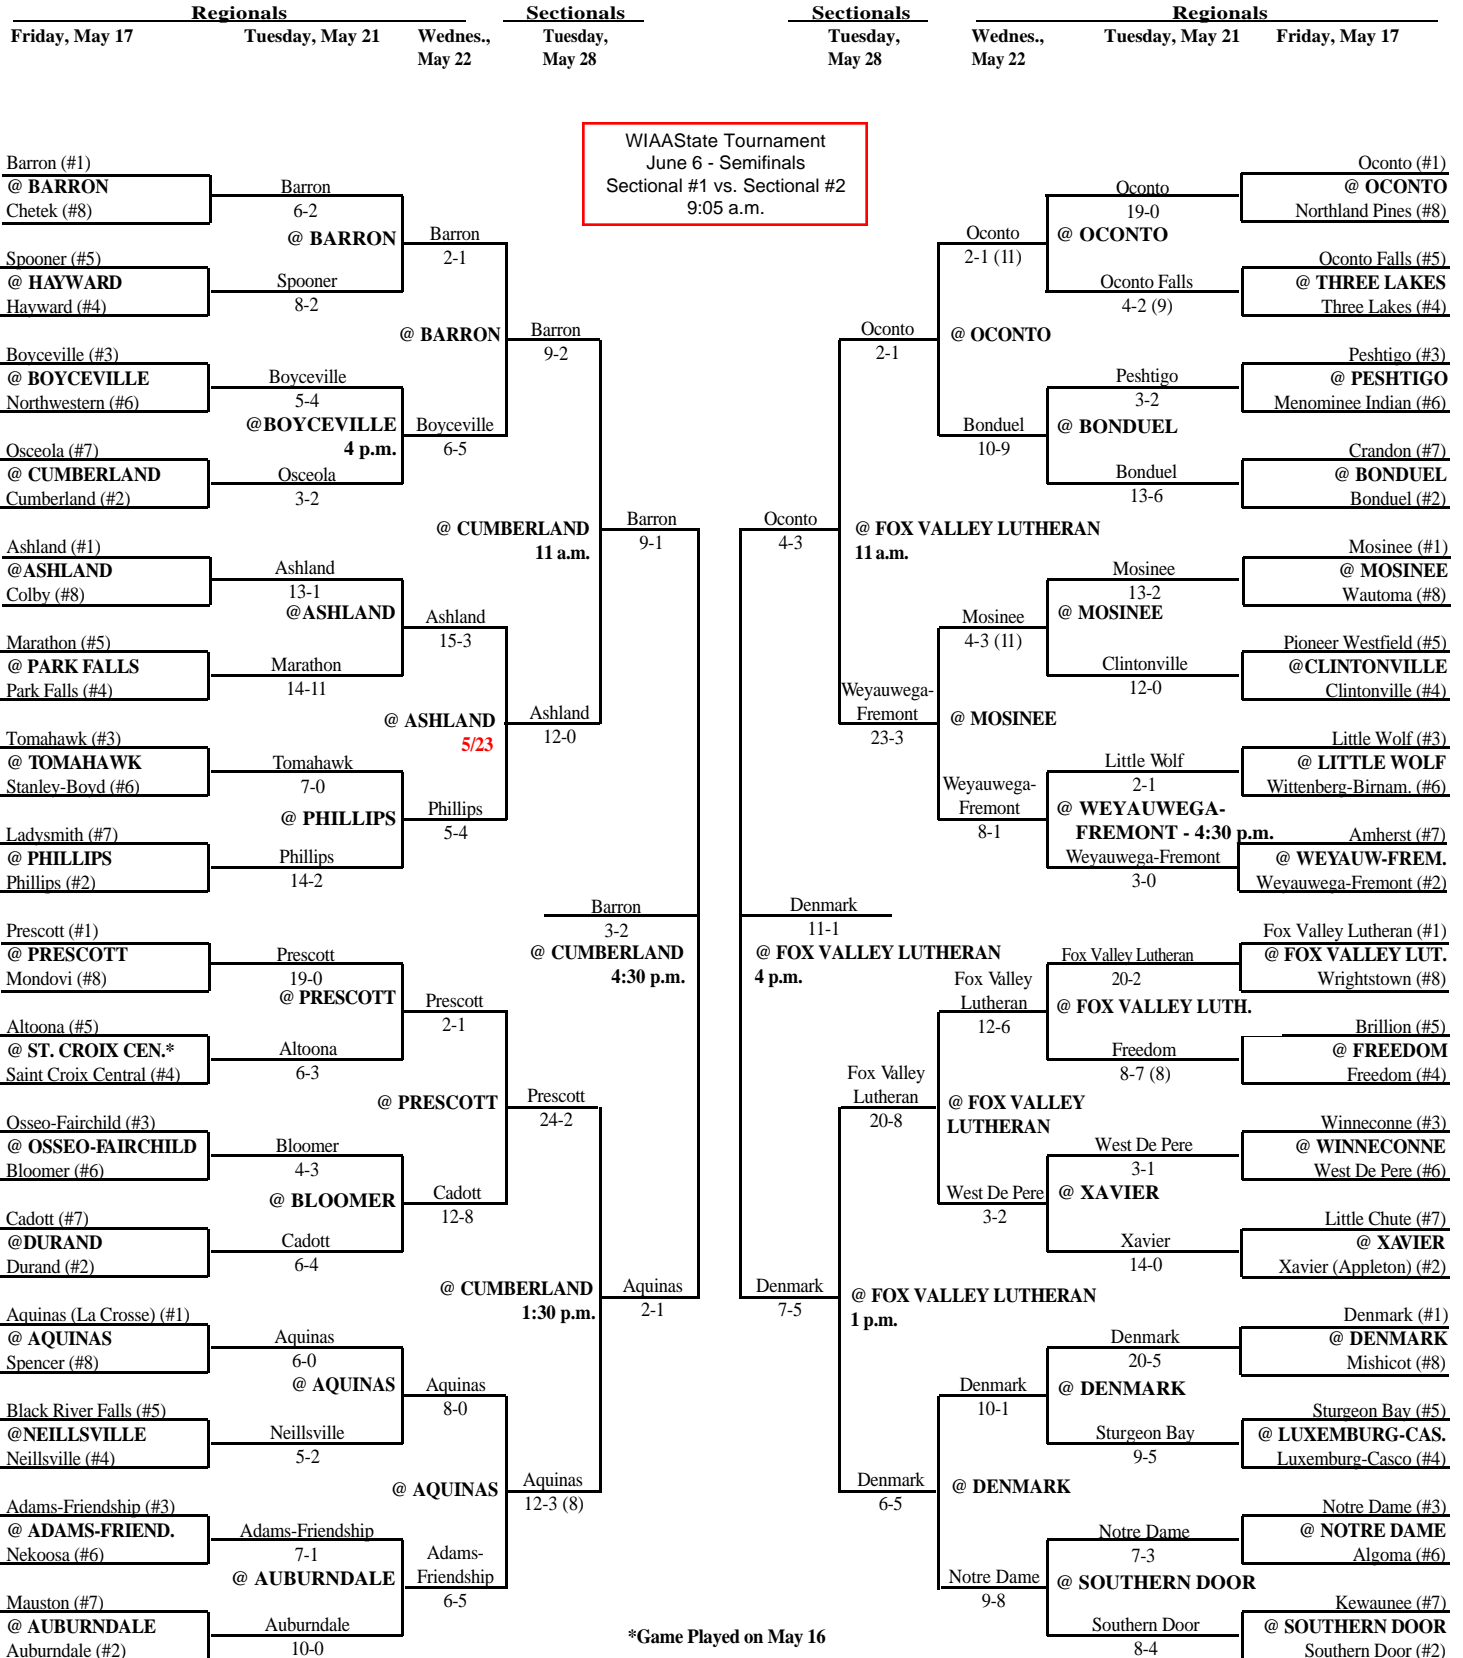 Regionals Sectionals Sectionals Regionals
Friday, May 17 Tuesday, May 21 Wednes., Tuesday, Tuesday, Wednes., Tuesday, May 21 Friday, May 17
May 22 May 28 May 28 May 22
WIAAState Tournament
June 6 - Semifinals
Sectional #1 vs. Sectional #2
9:05 a.m.
Barron (#1)
@ BARRON
Chetek (#8)
Spooner (#5)
@ HAYWARD
Hayward (#4)
Boyceville (#3)
@ BOYCEVILLE
Northwestern (#6)
Osceola (#7)
@ CUMBERLAND
Cumberland (#2)
Ashland (#1)
@ASHLAND
Colby (#8)
Marathon (#5)
@ PARK FALLS
Park Falls (#4)
Tomahawk (#3)
@ TOMAHAWK
Stanley-Boyd (#6)
Ladysmith (#7)
@ PHILLIPS
Phillips (#2)
Prescott (#1)
@ PRESCOTT
Mondovi (#8)
Altoona (#5)
@ ST. CROIX CEN.*
Saint Croix Central (#4)
Osseo-Fairchild (#3)
@ OSSEO-FAIRCHILD
Bloomer (#6)
Cadott (#7)
@DURAND
Durand (#2)
Aquinas (La Crosse) (#1)
@ AQUINAS
Spencer (#8)
Black River Falls (#5)
@NEILLSVILLE
Neillsville (#4)
Adams-Friendship (#3)
@ ADAMS-FRIEND.
Nekoosa (#6)
Mauston (#7)
@ AUBURNDALE
Auburndale (#2)
Barron
6-2
@ BARRON
Spooner
8-2
Boyceville
5-4
@BOYCEVILLE
4 p.m.
Osceola
3-2
Ashland
13-1
@ASHLAND
Marathon
14-11
Tomahawk
7-0
@ PHILLIPS
Phillips
14-2
Prescott
19-0
@ PRESCOTT
Altoona
6-3
Bloomer
4-3
@ BLOOMER
Cadott
6-4
Aquinas
6-0
@ AQUINAS
Neillsville
5-2
Adams-Friendship
7-1
@ AUBURNDALE
Auburndale
10-0
Barron
2-1
@ BARRON
Boyceville
6-5
Ashland
15-3
@ ASHLAND
5/23
Phillips
5-4
Prescott
2-1
@ PRESCOTT
Cadott
12-8
Aquinas
8-0
@ AQUINAS
Adams-
Friendship
6-5
Barron
9-2
@ CUMBERLAND
11 a.m.
Ashland
12-0
Prescott
24-2
@ CUMBERLAND
1:30 p.m.
Aquinas
12-3 (8)
Barron
9-1
Barron
3-2
@ CUMBERLAND
4:30 p.m.
Aquinas
2-1
*Game Played on May 16
Oconto
4-3
Denmark
11-1
@ FOX VALLEY LUTHERAN
4 p.m.
Denmark
7-5
Oconto
2-1
@ FOX VALLEY LUTHERAN
11 a.m.
Weyauwega-
Fremont
23-3
Fox Valley
Lutheran
20-8
@ FOX VALLEY LUTHERAN
1 p.m.
Denmark
6-5
Oconto
2-1 (11)
@ OCONTO
Bonduel
10-9
Mosinee
4-3 (11)
@ MOSINEE
Weyauwega-
Fremont
8-1
Fox Valley
Lutheran
12-6
@ FOX VALLEY
LUTHERAN
West De Pere
3-2
Denmark
10-1
@ DENMARK
Notre Dame
9-8
Oconto
19-0
@ OCONTO
Oconto Falls
4-2 (9)
Peshtigo
3-2
@ BONDUEL
Bonduel
13-6
Mosinee
13-2
@ MOSINEE
Clintonville
12-0
Little Wolf
2-1
@ WEYAUWEGA-
FREMONT - 4:30 p.m.
Weyauwega-Fremont
3-0
Fox Valley Lutheran
20-2
@ FOX VALLEY LUTH.
Freedom
8-7 (8)
West De Pere
3-1
@ XAVIER
Xavier
14-0
Denmark
20-5
@ DENMARK
Sturgeon Bay
9-5
Notre Dame
7-3
@ SOUTHERN DOOR
Southern Door
8-4
Oconto (#1)
@ OCONTO
Northland Pines (#8)
Oconto Falls (#5)
@ THREE LAKES
Three Lakes (#4)
Peshtigo (#3)
@ PESHTIGO
Menominee Indian (#6)
Crandon (#7)
@ BONDUEL
Bonduel (#2)
Mosinee (#1)
@ MOSINEE
Wautoma (#8)
Pioneer Westfield (#5)
@CLINTONVILLE
Clintonville (#4)
Little Wolf (#3)
@ LITTLE WOLF
Wittenberg-Birnam. (#6)
Amherst (#7)
@ WEYAUW-FREM.
Weyauwega-Fremont (#2)
Fox Valley Lutheran (#1)
@ FOX VALLEY LUT.
Wrightstown (#8)
Brillion (#5)
@ FREEDOM
Freedom (#4)
Winneconne (#3)
@ WINNECONNE
West De Pere (#6)
Little Chute (#7)
@ XAVIER
Xavier (Appleton) (#2)
Denmark (#1)
@ DENMARK
Mishicot (#8)
Sturgeon Bay (#5)
@ LUXEMBURG-CAS.
Luxemburg-Casco (#4)
Notre Dame (#3)
@ NOTRE DAME
Algoma (#6)
Kewaunee (#7)
@ SOUTHERN DOOR
Southern Door (#2)